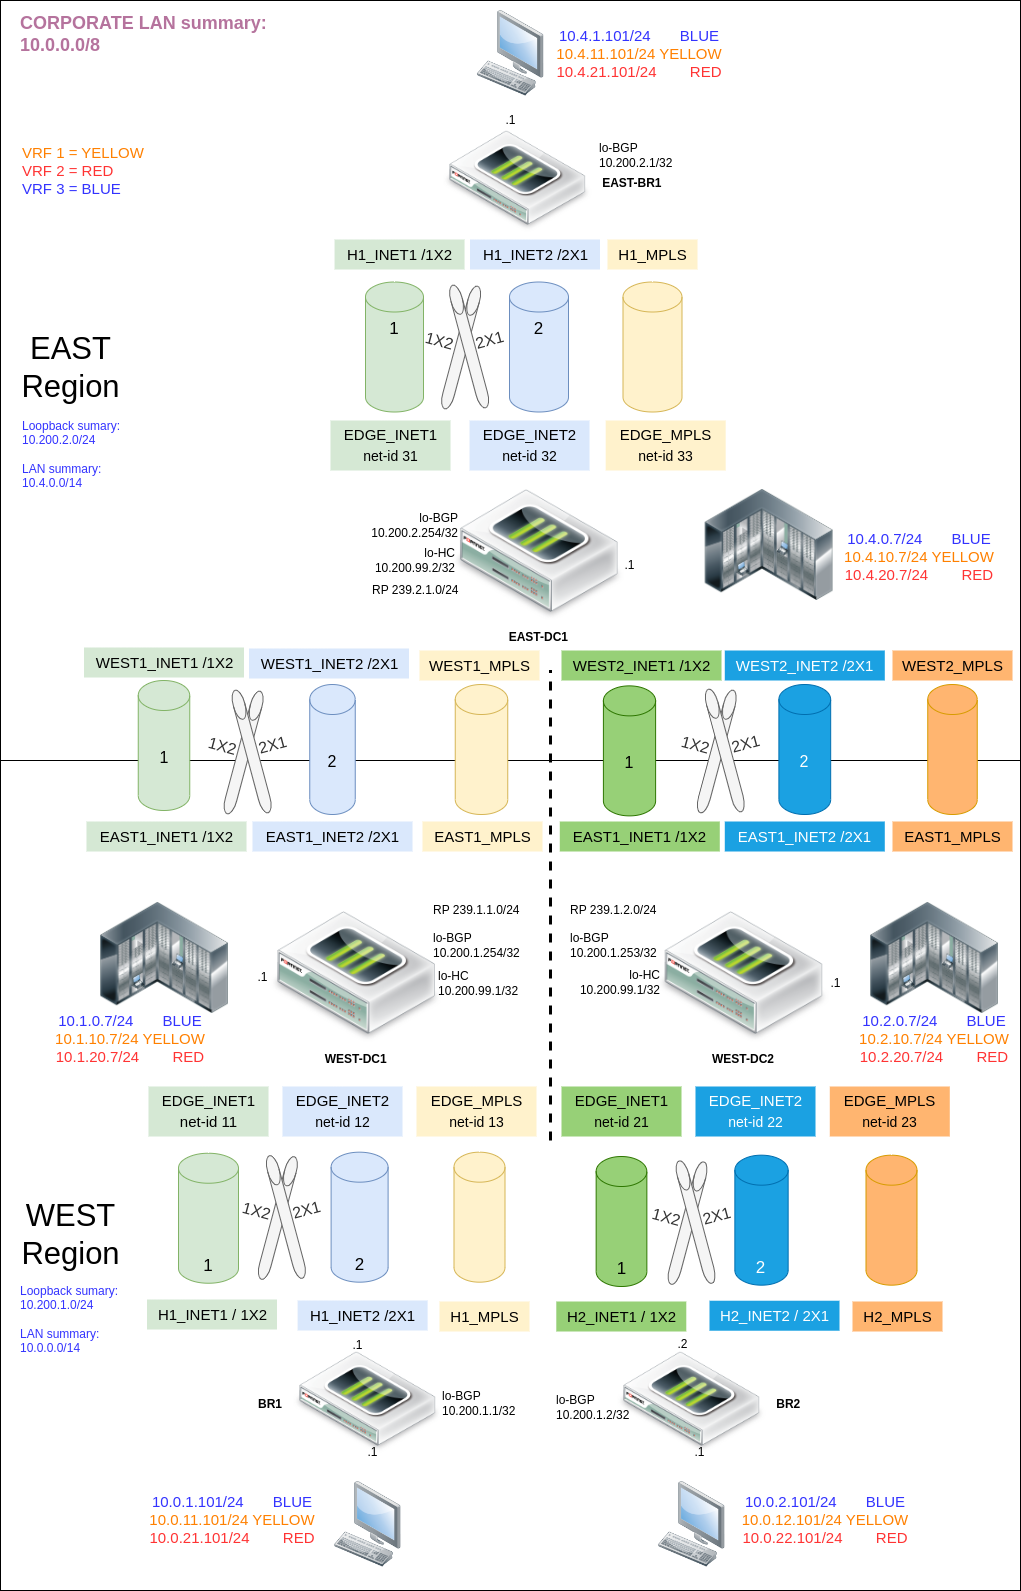 CORPORATE LAN summary:
10.0.0.0/8
10.4.1.101/24 BLUE
10.4.11.101/24 YELLOW
10.4.21.101/24 RED
.1
VRF 1 = YELLOW
VRF 2 = RED
VRF 3 = BLUE
FORTINET
lo-BGP
10.200.2.1/32
EAST-BR1
H1_INET1 /1X2
H1_INET2 /2X1
H1_MPLS
1
1X2
2X1
2
EAST
Region
Loopback sumary:
10.200.2.0/24
LAN summary:
10.4.0.0/14
EDGE_INET1
net-id 31
EDGE_INET2
net-id 32
EDGE_MPLS
net-id 33
lo-BGP
10.200.2.254/32
lo-HC
10.200.99.2/32
RP 239.2.1.0/24
FORTINET
.1
10.4.0.7/24 BLUE
10.4.10.7/24 YELLOW
10.4.20.7/24 RED
EAST-DC1
WEST1_INET1 /1X2
WEST1_INET2 /2X1
WEST1_MPLS
WEST2_INET1 /1X2
WEST2_INET2 /2X1
WEST2_MPLS
1
1X2
2X1
2
1
1X2
2X1
2
EAST1_INET1 /1X2
EAST1_INET2 /2X1
EAST1_MPLS
EAST1_INET1 /1X2
EAST1_INET2 /2X1
EAST1_MPLS
RP 239.1.1.0/24
lo-BGP
10.200.1.254/32
lo-HC
10.200.99.1/32
RP 239.1.2.0/24
lo-BGP
10.200.1.253/32
lo-HC
10.200.99.1/32
.1
FORTINET
FORTINET
.1
10.1.0.7/24 BLUE
10.1.10.7/24 YELLOW
10.1.20.7/24 RED
WEST-DC1
WEST-DC2
10.2.0.7/24 BLUE
10.2.10.7/24 YELLOW
10.2.20.7/24 RED
EDGE_INET1
net-id 11
EDGE_INET2
net-id 12
EDGE_MPLS
net-id 13
EDGE_INET1
net-id 21
EDGE_INET2
net-id 22
EDGE_MPLS
net-id 23
1X2
2X1
1
2
1X2
2X1
1
2
WEST
Region
Loopback sumary:
10.200.1.0/24
LAN summary:
10.0.0.0/14
H1_INET1 / 1X2
H1_INET2 /2X1
H1_MPLS
H2_INET1 / 1X2
H2_INET2 / 2X1
H2_MPLS
.1
.2
BR1
FORTINET
lo-BGP
10.200.1.1/32
lo-BGP
10.200.1.2/32
FORTINET
BR2
.1
.1
10.0.1.101/24 BLUE
10.0.11.101/24 YELLOW
10.0.21.101/24 RED
10.0.2.101/24 BLUE
10.0.12.101/24 YELLOW
10.0.22.101/24 RED